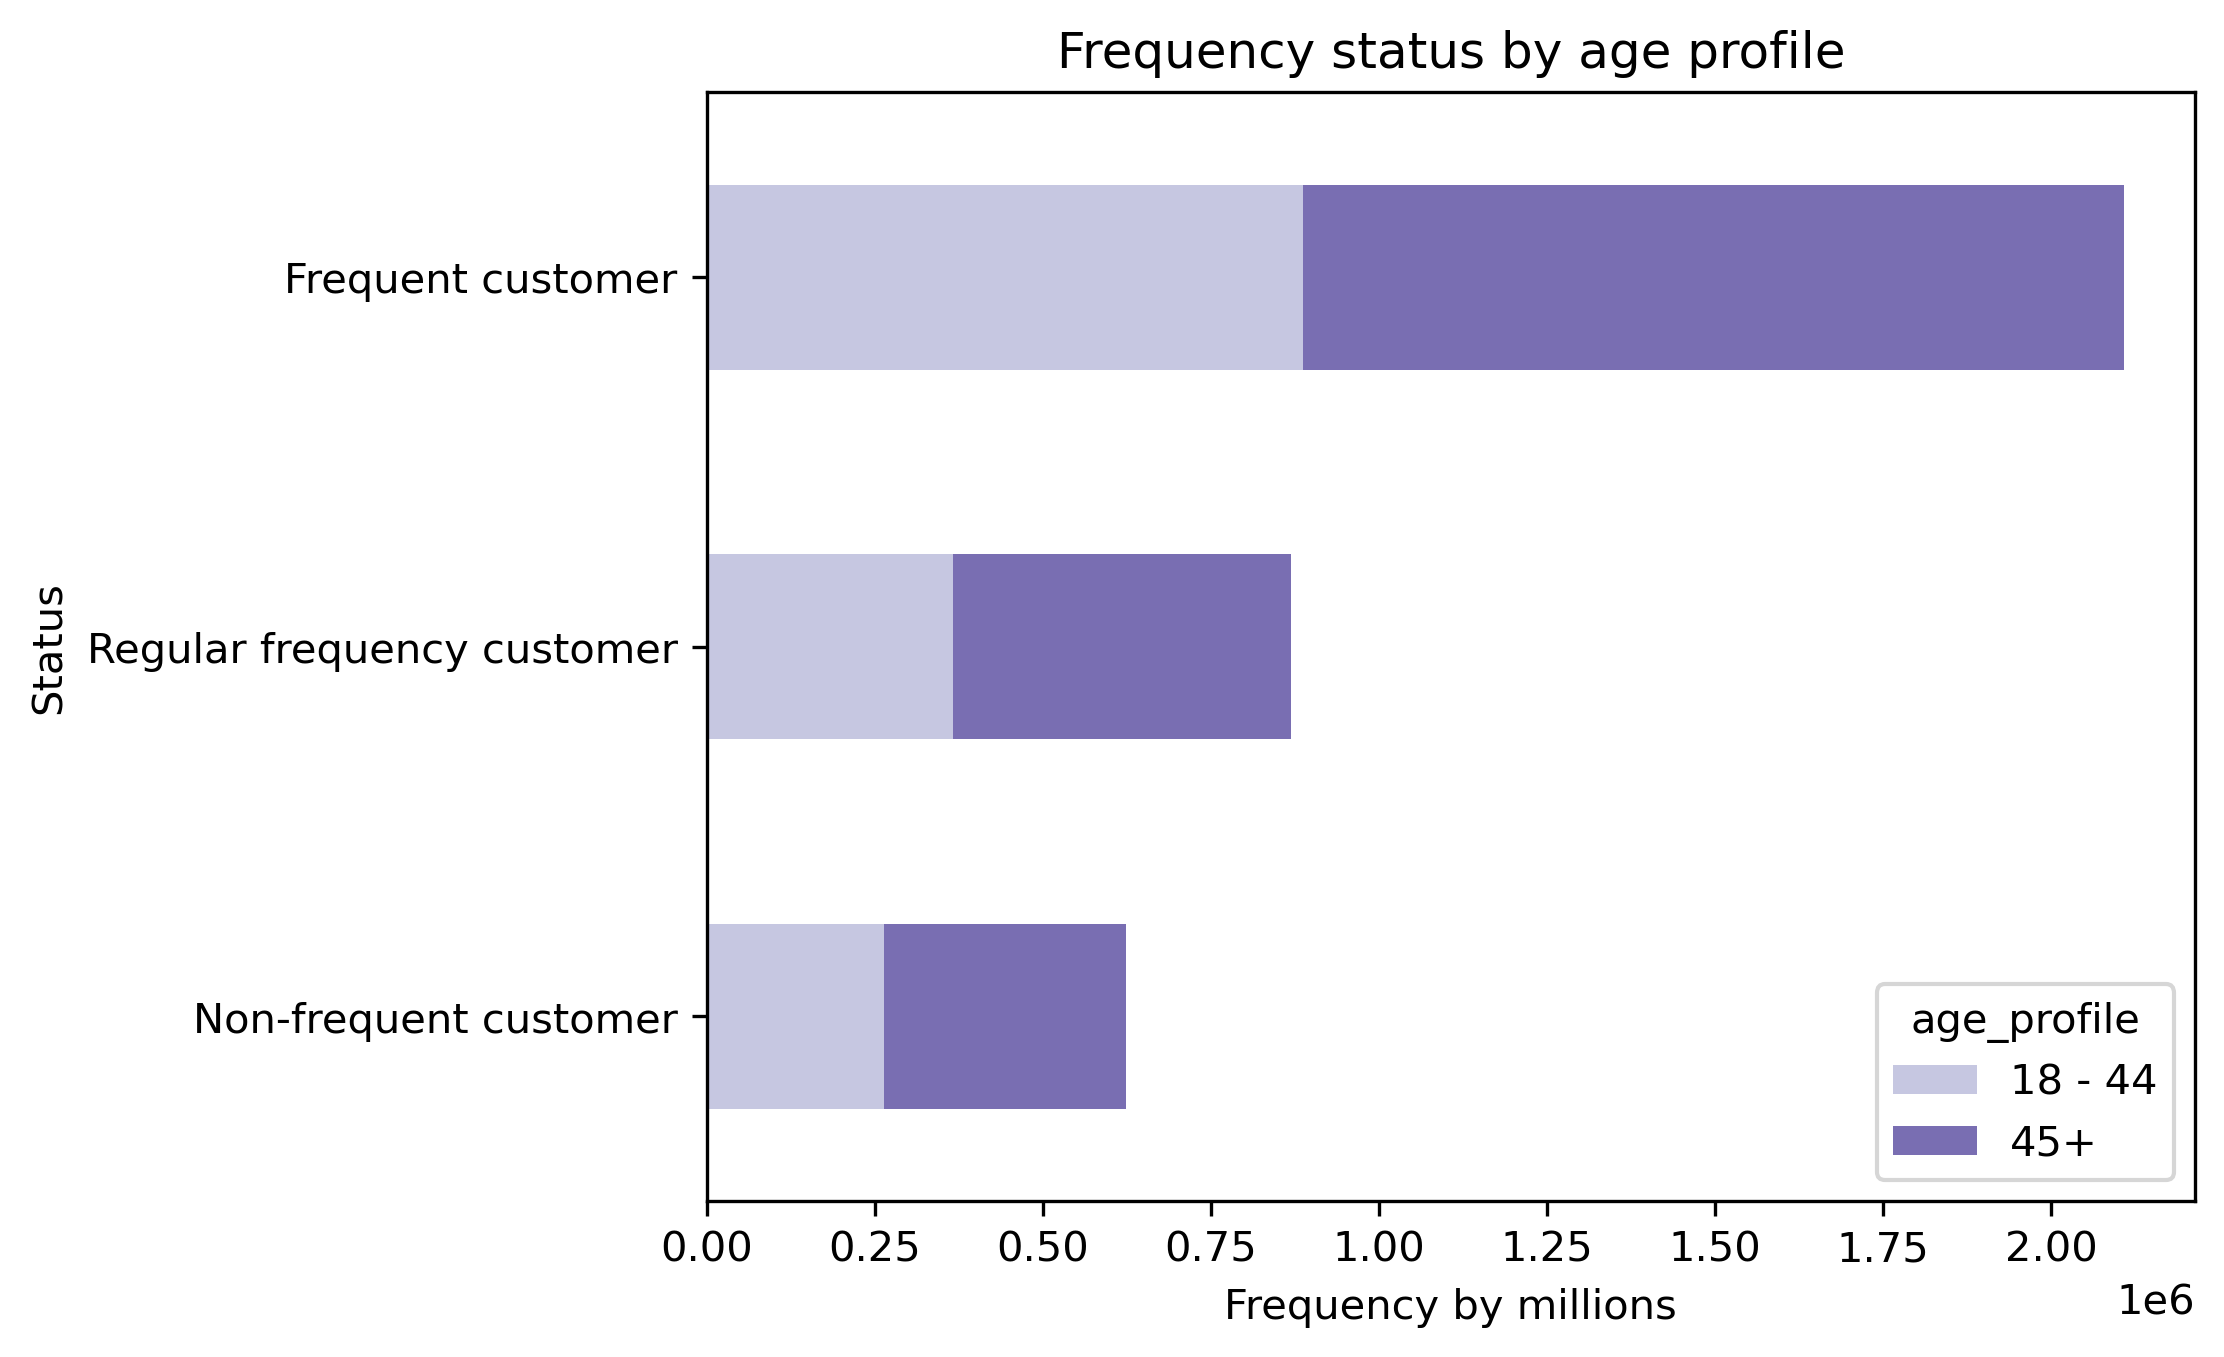 Frequency status by age profile
Status
Frequent customer
Regular frequency customer
Non-frequent customer
age_profile
18 - 44
45+
0.00 0.25 0.50 0.75 1.00 1.25 1.50 1.75 2.00
1e6
Frequency by millions